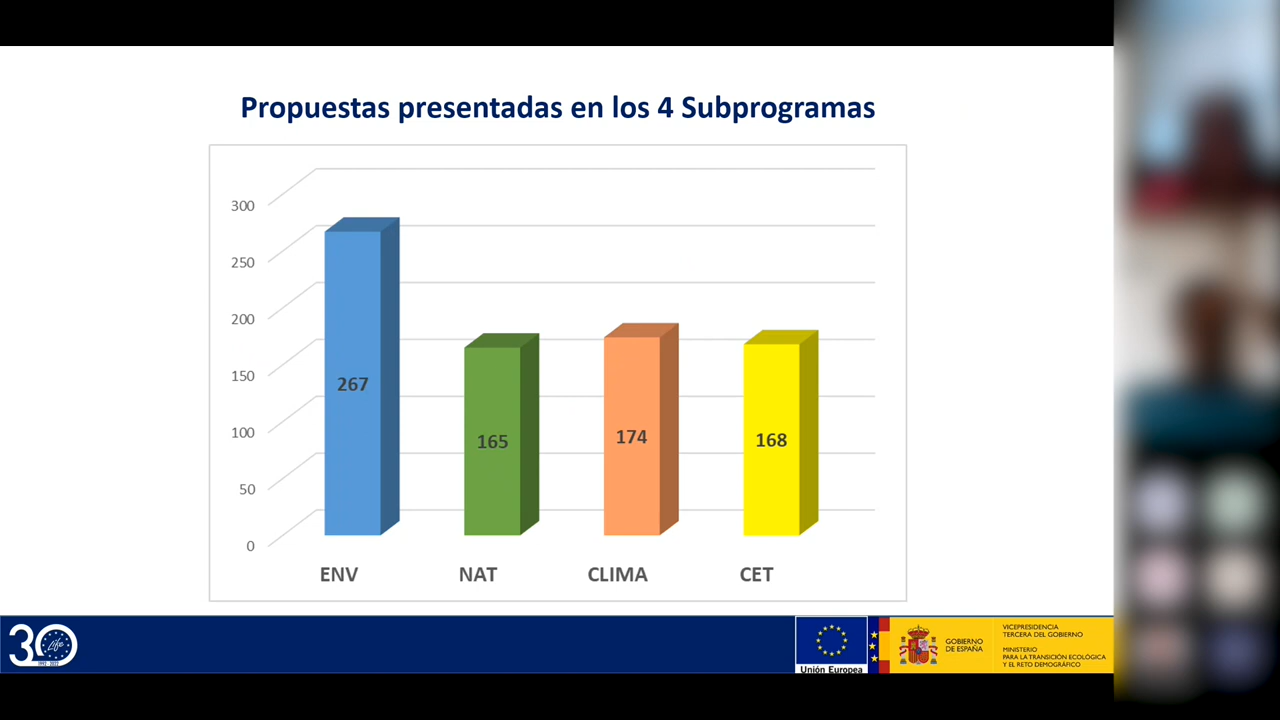 Propuestas presentadas en los 4 Subprogramas
300
250
200
150
100
50
0
267
165
174
168
ENV
NAT
CLIMA
CET
30
Life
Unión Europea
GOBIERNO
DE ESPAÑA
VICEPRESIDENCIA
TERCERA DEL GOBIERNO
MINISTERIO
PARA LA TRANSICIÓN ECOLÓGICA
Y EL RETO DEMOGRÁFICO